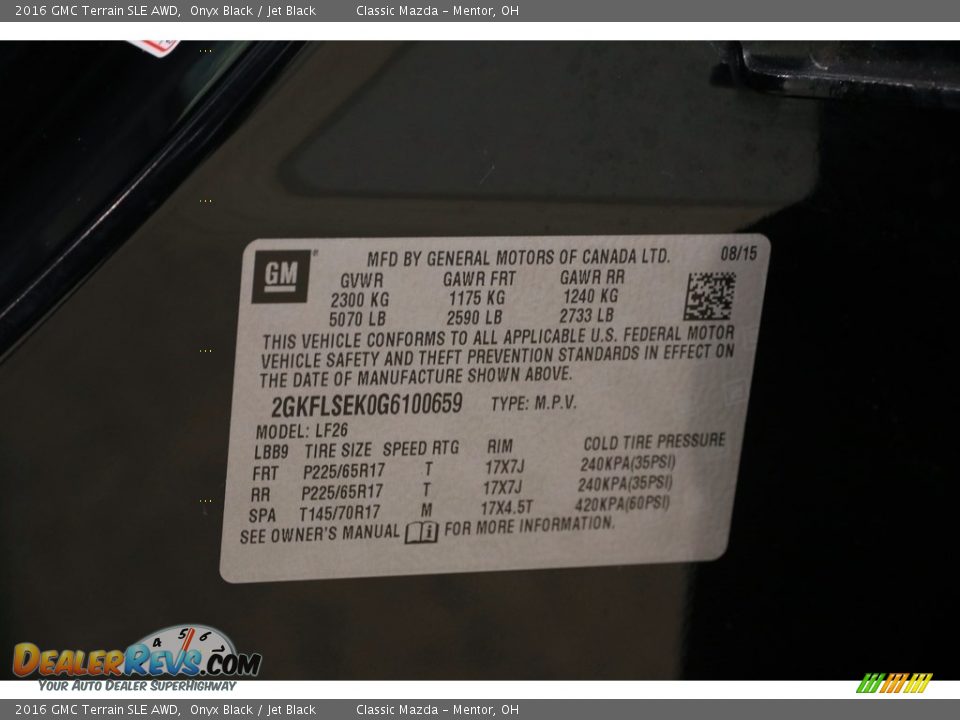 2016 GMC Terrain SLE AWD, Onyx Black / Jet Black Classic Mazda - Mentor, OH
GM ®
MFD BY GENERAL MOTORS OF CANADA LTD. 08/15
GVWR GAWR FRT GAWR RR
2300 KG 1175 KG 1240 KG
5070 LB 2590 LB 2733 LB
THIS VEHICLE CONFORMS TO ALL APPLICABLE U.S. FEDERAL MOTOR
VEHICLE SAFETY AND THEFT PREVENTION STANDARDS IN EFFECT ON
THE DATE OF MANUFACTURE SHOWN ABOVE.
2GKFLSEK0G6100659 TYPE: M.P.V.
MODEL: LF26
LBB9 TIRE SIZE SPEED RTG RIM COLD TIRE PRESSURE
FRT P225/65R17 T 17X7J 240KPA(35PSI)
RR P225/65R17 T 17X7J 240KPA(35PSI)
SPA T145/70R17 M 17X4.5T 420KPA(60PSI)
SEE OWNER'S MANUAL FOR MORE INFORMATION.
4 5 6
DEALERREVS.COM
YOUR AUTO DEALER SUPERHIGHWAY
2016 GMC Terrain SLE AWD, Onyx Black / Jet Black Classic Mazda - Mentor, OH